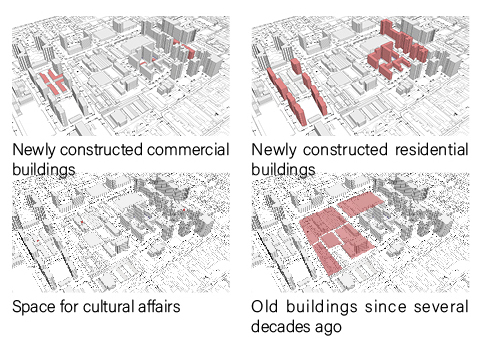 Newly constructed commercial
buildings
Newly constructed residential
buildings
Space for cultural affairs
Old buildings since several
decades ago